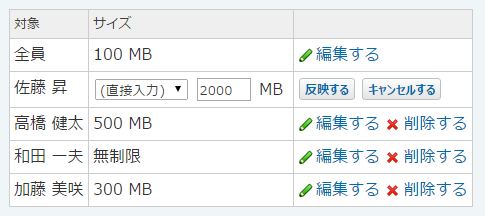 対象 サイズ
全員 100 MB 編集する
佐藤 昇 (直接入力) 2000 MB 反映する キャンセルする
高橋 健太 500 MB 編集する 削除する
和田 一夫 無制限 編集する 削除する
加藤 美咲 300 MB 編集する 削除する